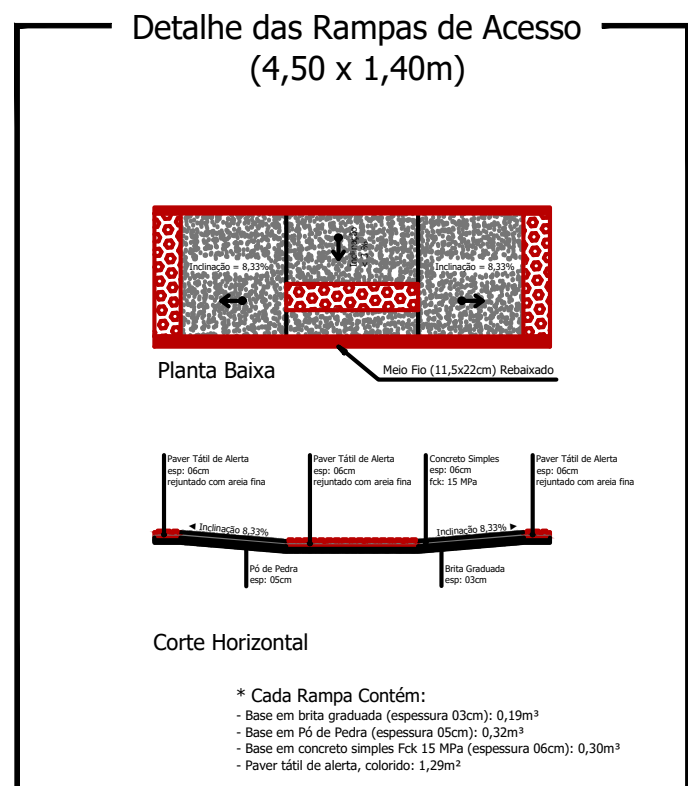 Detalhe das Rampas de Acesso
(4,50 x 1,40m)
Inclinação
Inclinação = 8,33%
Inclinação = 8,33%
Planta Baixa
Meio Fio (11,5x22cm) Rebaixado
Paver Tátil de Alerta
esp: 06cm
rejuntado com areia fina
Paver Tátil de Alerta
esp: 06cm
rejuntado com areia fina
Concreto Simples
esp: 06cm
fck: 15 MPa
Paver Tátil de Alerta
esp: 06cm
rejuntado com areia fina
Inclinação 8,33%
Inclinação 8,33%
Pó de Pedra
esp: 05cm
Brita Graduada
esp: 03cm
Corte Horizontal
* Cada Rampa Contém:
- Base em brita graduada (espessura 03cm): 0,19m³
- Base em Pó de Pedra (espessura 05cm): 0,32m³
- Base em concreto simples Fck 15 MPa (espessura 06cm): 0,30m³
- Paver tátil de alerta, colorido: 1,29m²